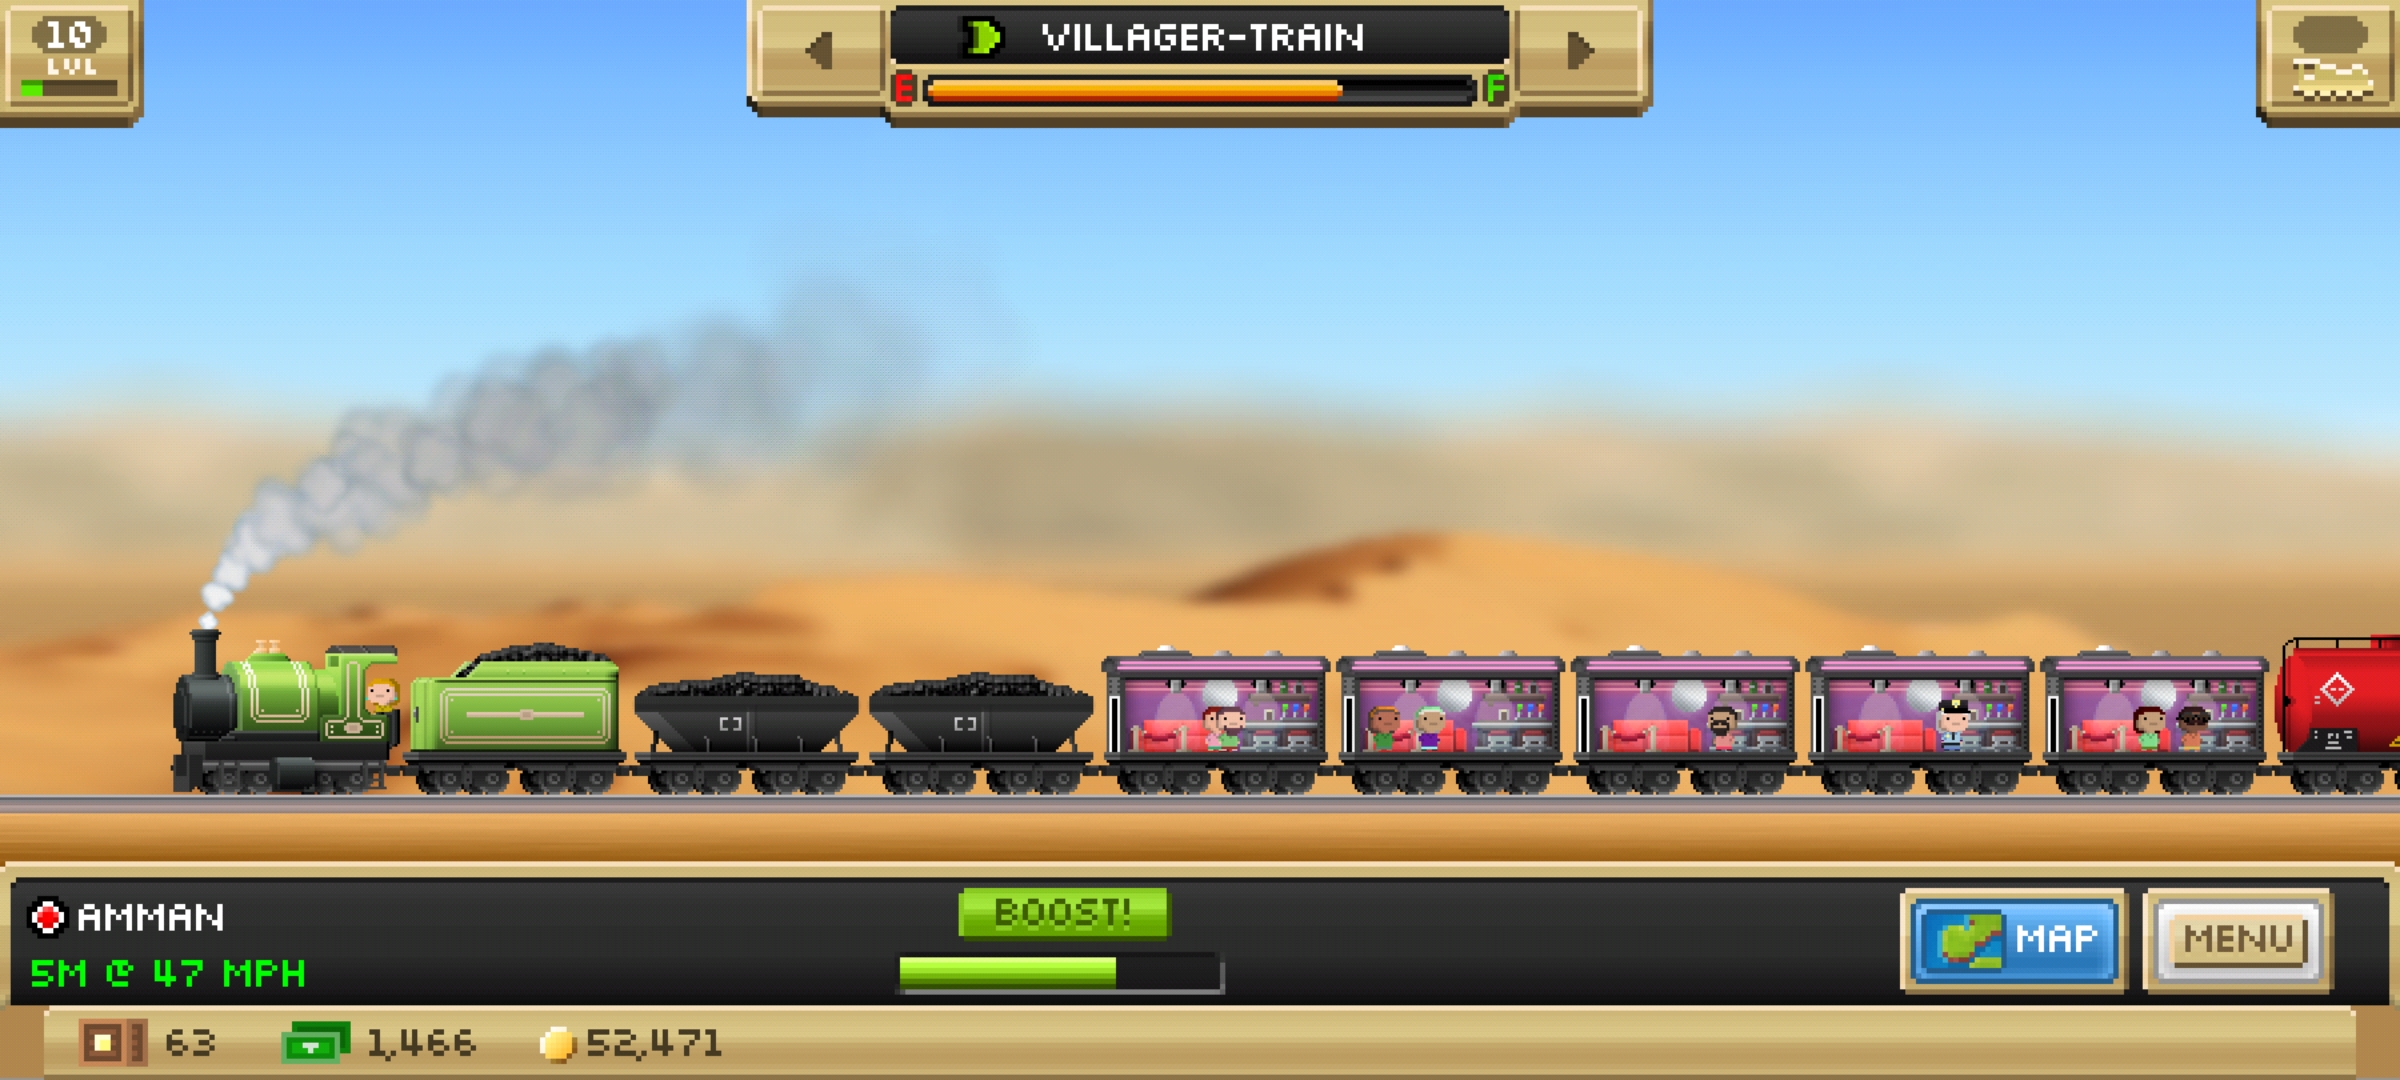 10
LVL
VILLAGER-TRAIN
E F
AMMAN
5M @ 47 MPH
BOOST!
MAP
MENU
63
1,466
52,471